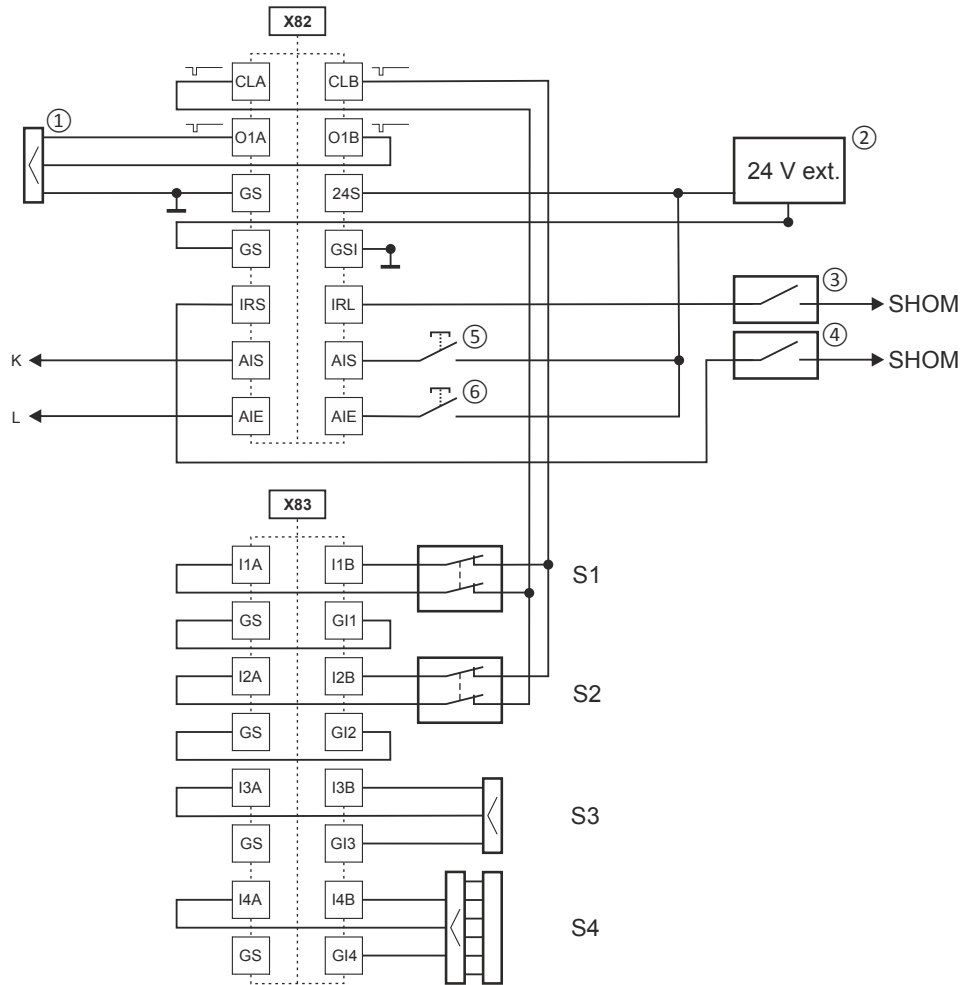 X82
CLA CLB
①
O1A O1B
②
24 V ext.
GS 24S
GS GSI
③
IRS IRL SHOM
④
⑤
K AIS AIS SHOM
⑥
L AIE AIE
X83
I1A I1B S1
GS GI1
I2A I2B S2
GS GI2
I3A I3B
S3
GS GI3
I4A I4B
S4
GS GI4